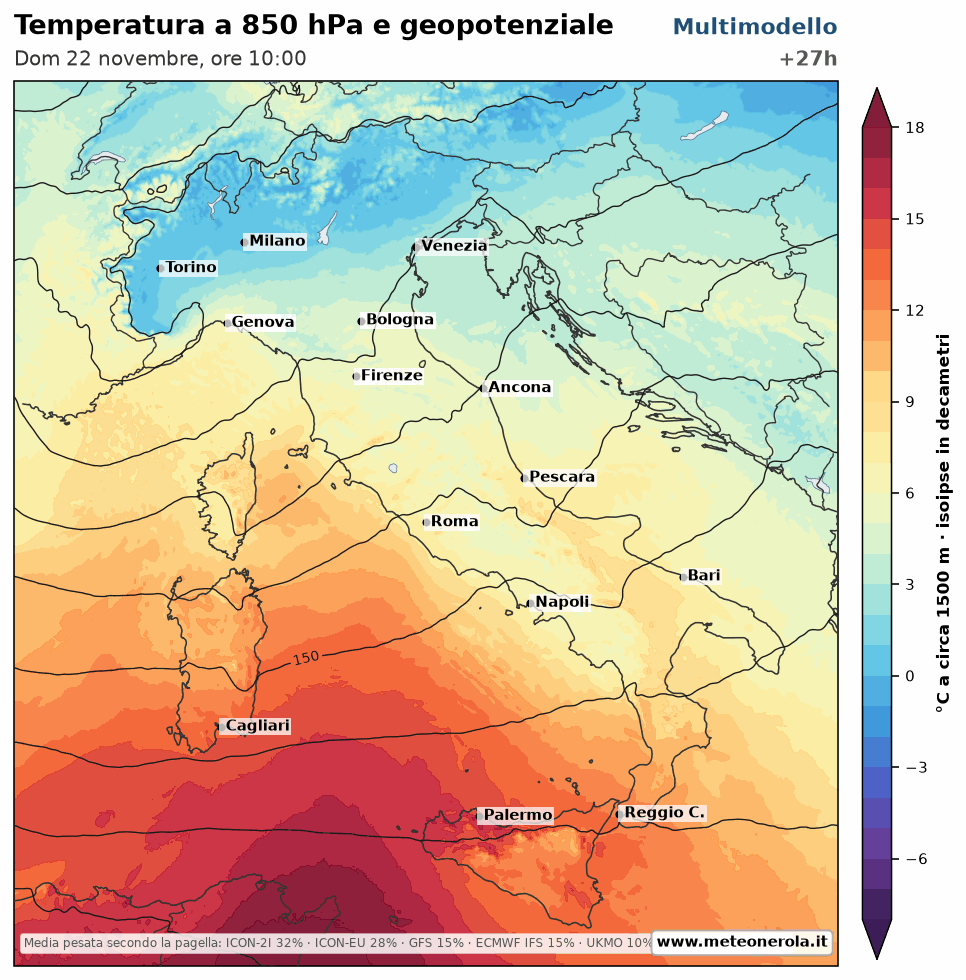 Temperatura a 850 hPa e geopotenziale
Multimodello
Dom 22 novembre, ore 10:00
+27h
Milano
Venezia
Torino
Genova
Bologna
Firenze
Ancona
Pescara
Roma
Bari
Napoli
150
Cagliari
Palermo
Reggio C.
18
15
12
9
6
3
0
−3
−6
°C a circa 1500 m · isoipse in decametri
Media pesata secondo la pagella: ICON-2I 32% · ICON-EU 28% · GFS 15% · ECMWF IFS 15% · UKMO 10%
www.meteonerola.it